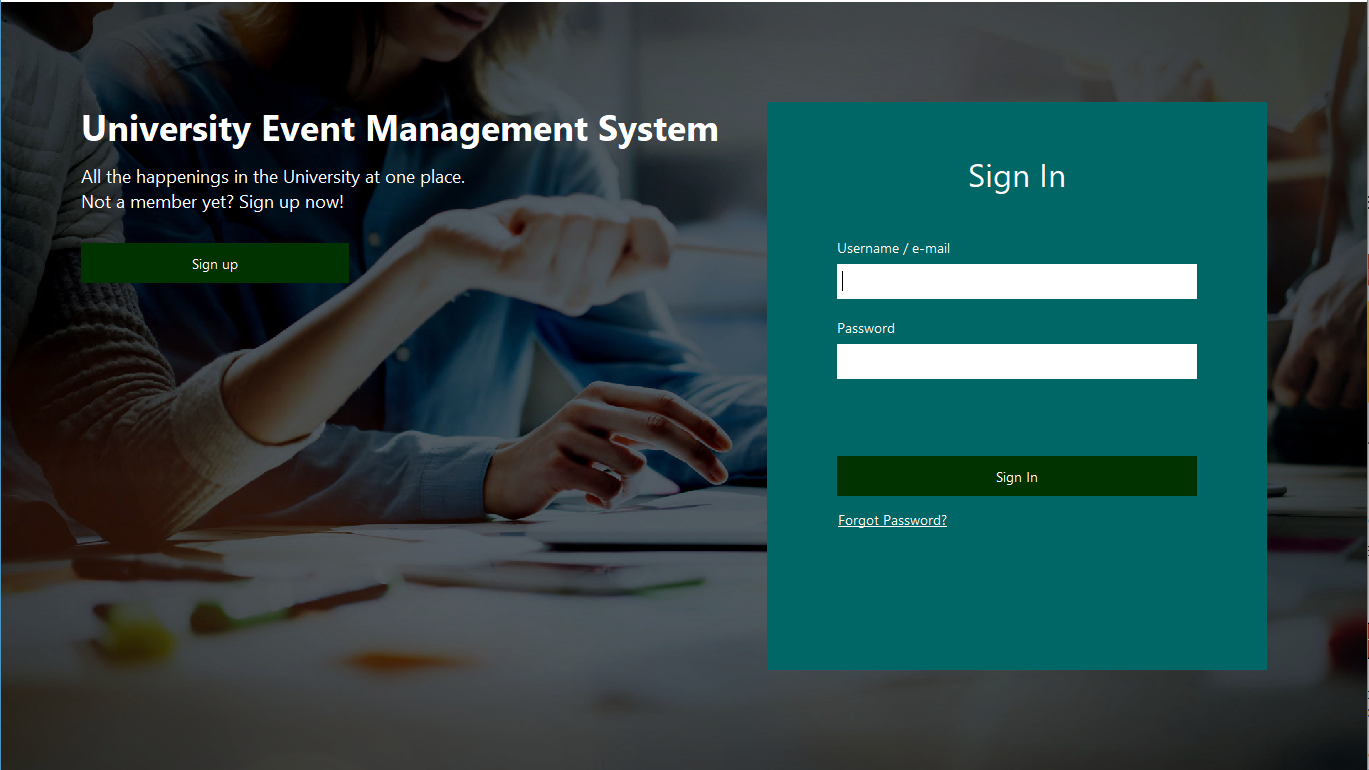 University Event Management System
All the happenings in the University at one place.
Not a member yet? Sign up now!
Sign up
Sign In
Username / e-mail
Password
Sign In
Forgot Password?